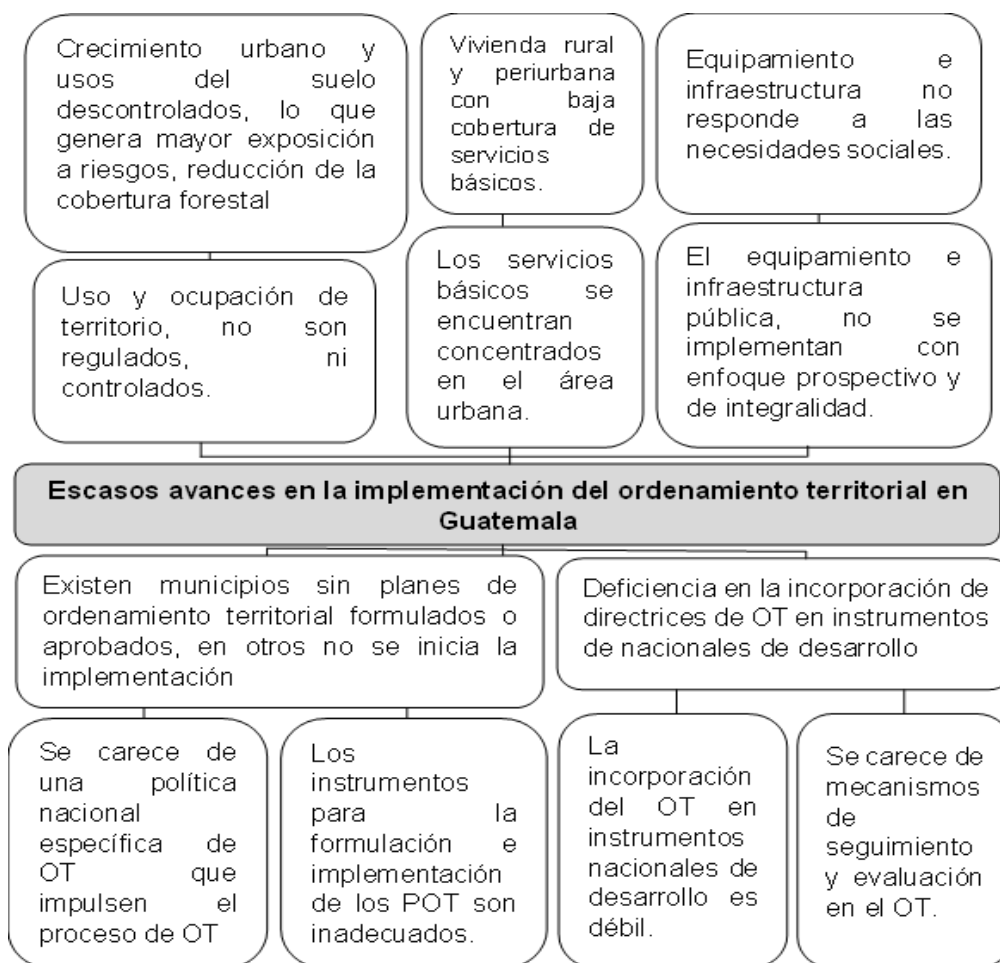 Crecimiento urbano y
usos del suelo
descontrolados, lo que
genera mayor exposición
a riesgos, reducción de la
cobertura forestal
Vivienda rural
y periurbana
con baja
cobertura de
servicios
básicos.
Equipamiento e
infraestructura no
responde a las
necesidades sociales.
Uso y ocupación de
territorio, no son
regulados, ni
controlados.
Los servicios
básicos se
encuentran
concentrados
en el área
urbana.
El equipamiento e
infraestructura
pública, no se
implementan con
enfoque prospectivo y
de integralidad.
Escasos avances en la implementación del ordenamiento territorial en
Guatemala
Existen municipios sin planes de
ordenamiento territorial formulados o
aprobados, en otros no se inicia la
implementación
Deficiencia en la incorporación de
directrices de OT en instrumentos
de nacionales de desarrollo
Se carece de
una política
nacional
específica de
OT que
impulsen el
proceso de OT
Los
instrumentos
para la
formulación e
implementación
de los POT son
inadecuados.
La
incorporación
del OT en
instrumentos
nacionales de
desarrollo es
débil.
Se carece de
mecanismos
de
seguimiento
y evaluación
en el OT.